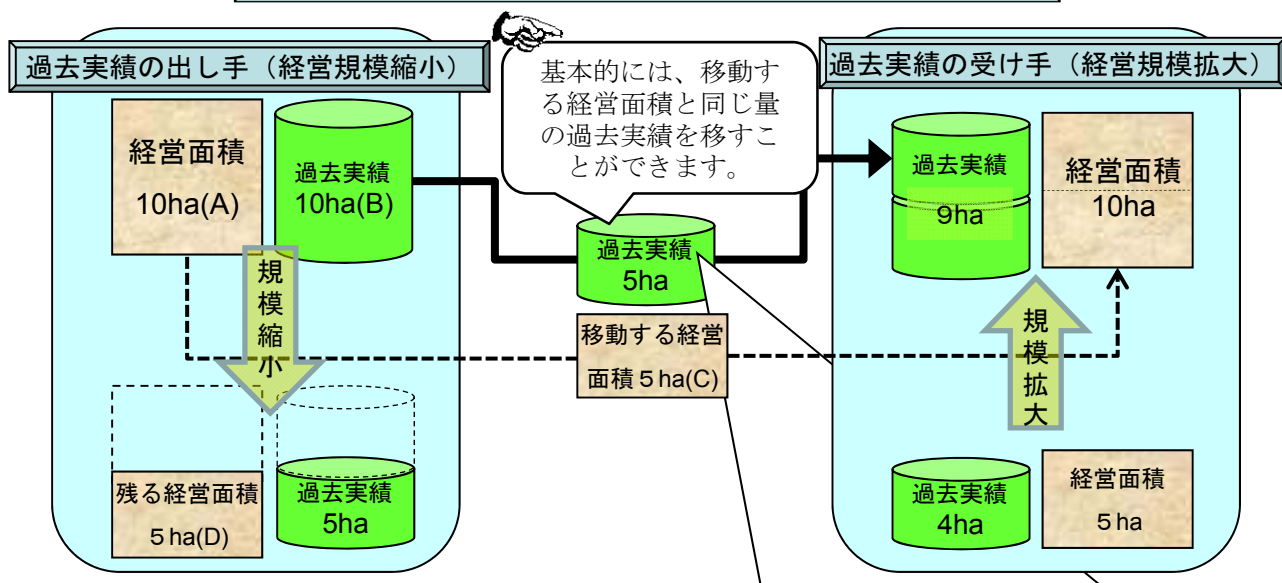 過去実績の出し手（経営規模縮小）
経営面積
10ha(A)
過去実績
10ha(B)
規
模
縮
小
残る経営面積
５ha(D)
過去実績
5ha
基本的には、移動す
る経営面積と同じ量
の過去実績を移すこ
とができます。
過去実績
5ha
移動する経営
面積５ha(C)
過去実績の受け手（経営規模拡大）
過去実績
9ha
経営面積
10ha
規
模
拡
大
過去実績
4ha
経営面積
５ha